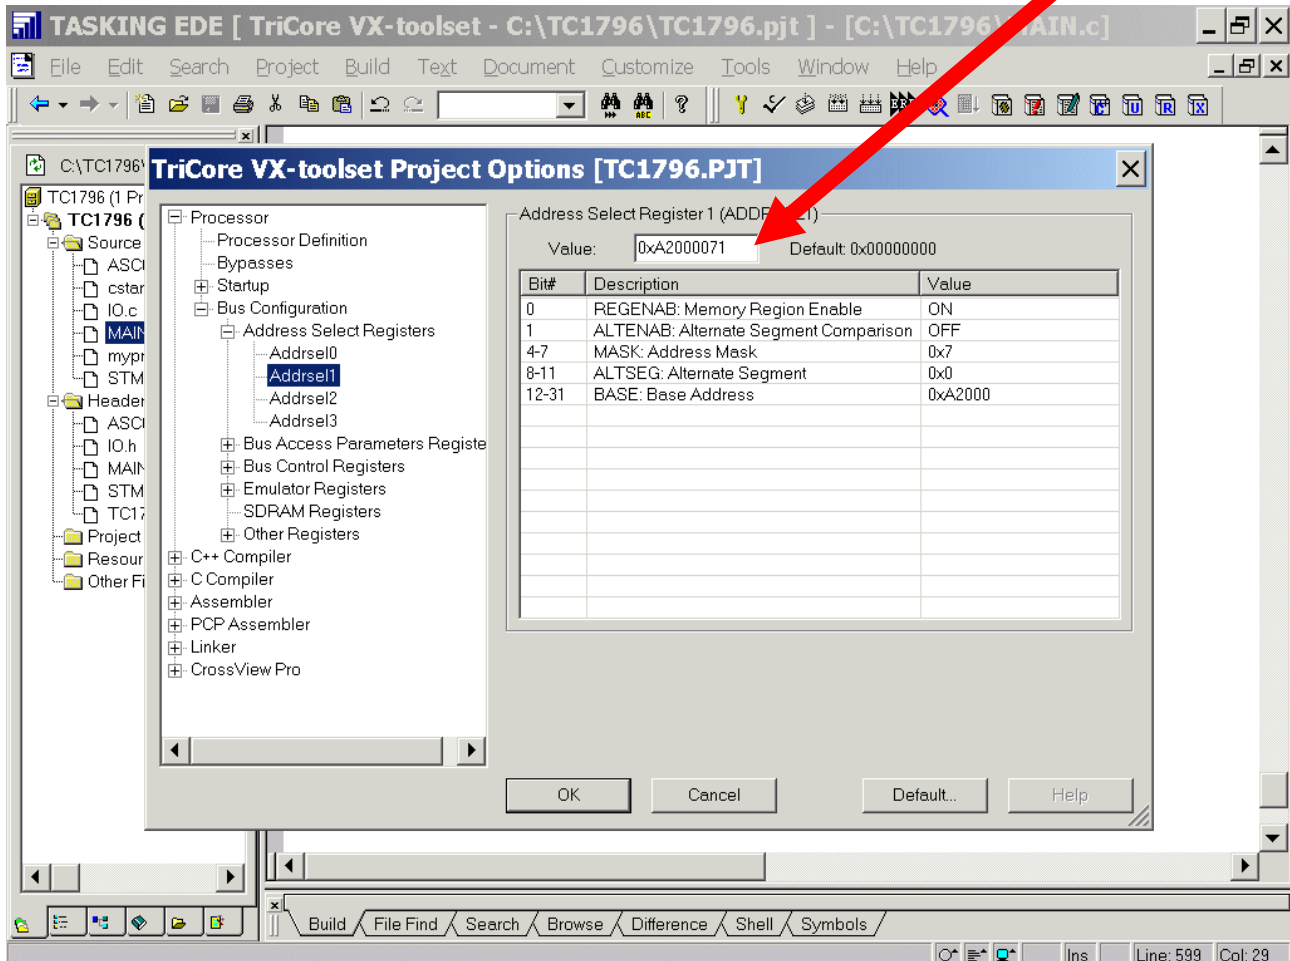 TASKING EDE [ TriCore VX-toolset - C:\TC1796\TC1796.pjt ] - [C:\TC1796\MAIN.c]
File Edit Search Project Build Text Document Customize Tools Window Help
C:\TC1796\
TC1796 (1 Pr
TC1796 (
Source
ASCI
cstar
IO.c
MAIN
mypr
STM
Header
ASCI
IO.h
MAIN
STM
TC17
Project
Resour
Other Fi
TriCore VX-toolset Project Options [TC1796.PJT]
Processor
Processor Definition
Bypasses
Startup
Bus Configuration
Address Select Registers
Addrsel0
Addrsel1
Addrsel2
Addrsel3
Bus Access Parameters Registe
Bus Control Registers
Emulator Registers
SDRAM Registers
Other Registers
C++ Compiler
C Compiler
Assembler
PCP Assembler
Linker
CrossView Pro
Address Select Register 1 (ADDRSEL1)
Value: 0xA2000071 Default: 0x00000000
Bit# Description Value
0 REGENAB: Memory Region Enable ON
1 ALTENAB: Alternate Segment Comparison OFF
4-7 MASK: Address Mask 0x7
8-11 ALTSEG: Alternate Segment 0x0
12-31 BASE: Base Address 0xA2000
OK Cancel Default... Help
Build File Find Search Browse Difference Shell Symbols
Ins Line: 599 Col: 29